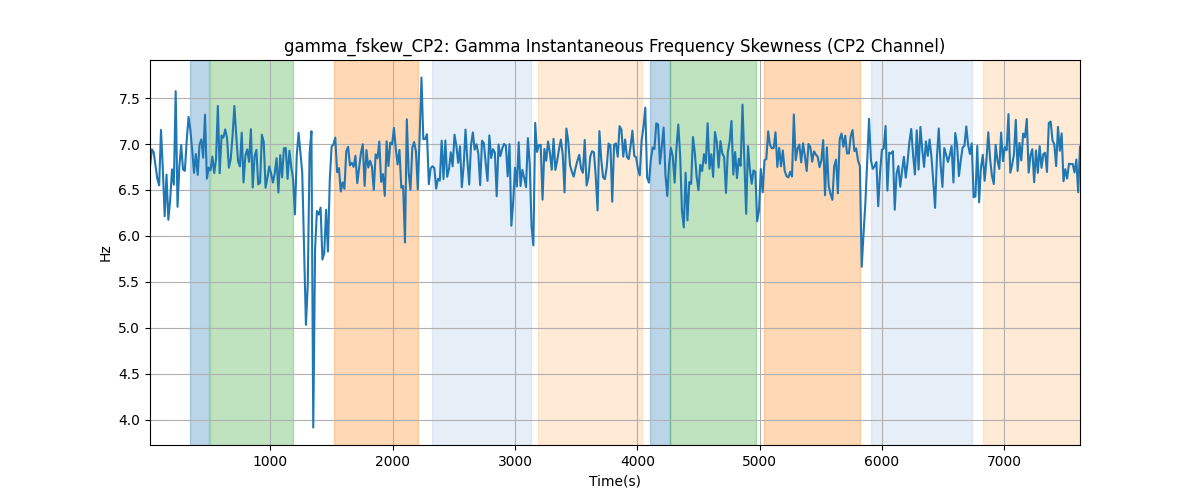 gamma_fskew_CP2: Gamma Instantaneous Frequency Skewness (CP2 Channel)
7.5
7.0
6.5
6.0
5.5
5.0
4.5
4.0
Hz
1000 2000 3000 4000 5000 6000 7000
Time(s)